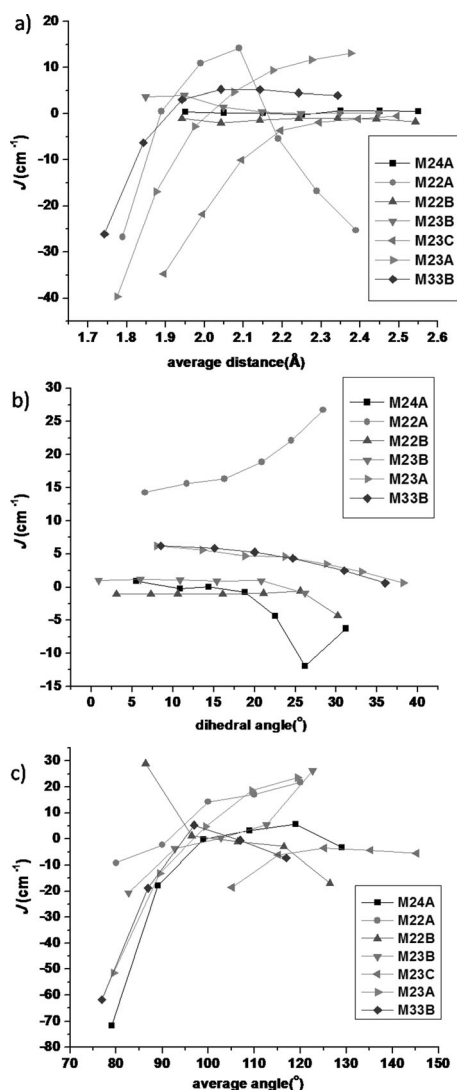 a)
20
10
0
-10
-20
-30
-40
J (cm⁻¹)
M24A
M22A
M22B
M23B
M23C
M23A
M33B
1.7 1.8 1.9 2.0 2.1 2.2 2.3 2.4 2.5 2.6
average distance(Å)
b)
30
25
20
15
10
5
0
-5
-10
-15
J (cm⁻¹)
M24A
M22A
M22B
M23B
M23A
M33B
0 5 10 15 20 25 30 35 40
dihedral angle(°)
c)
30
20
10
0
-10
-20
-30
-40
-50
-60
-70
-80
J (cm⁻¹)
M24A
M22A
M22B
M23B
M23C
M23A
M33B
70 80 90 100 110 120 130 140 150
average angle(°)